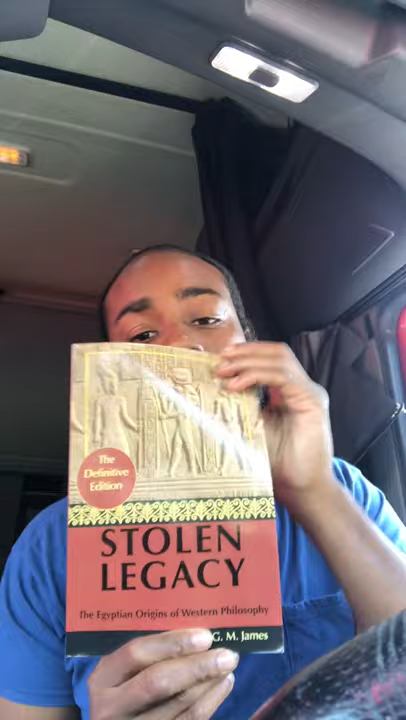 The
Definitive
Edition
STOLEN
LEGACY
The Egyptian Origins of Western Philosophy
G. M. James